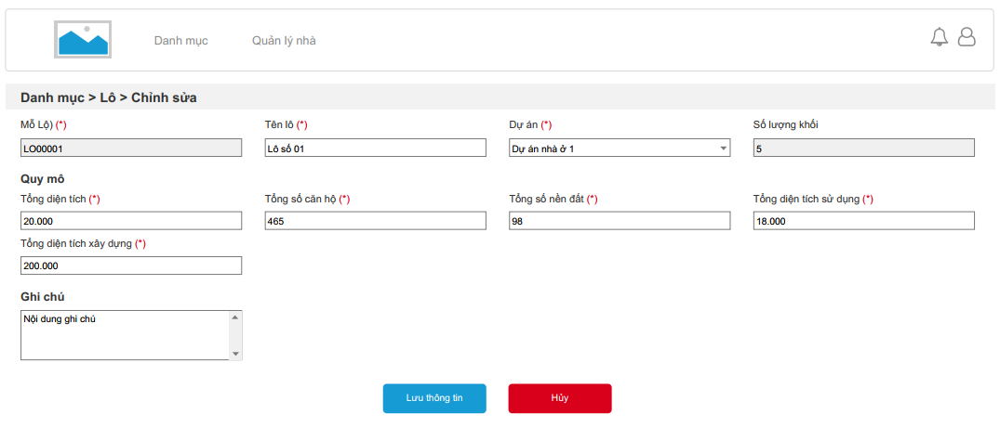 Danh mục Quản lý nhà
Danh mục > Lô > Chỉnh sửa
Mỗ Lộ) (*) Tên lô (*) Dự án (*) Số lượng khối
LO00001 Lô số 01 Dự án nhà ở 1 5
Quy mô
Tổng diện tích (*) Tổng số căn hộ (*) Tổng số nền đất (*) Tổng diện tích sử dụng (*)
20.000 465 98 18.000
Tổng diện tích xây dựng (*)
200.000
Ghi chú
Nội dung ghi chú
Lưu thông tin Hủy